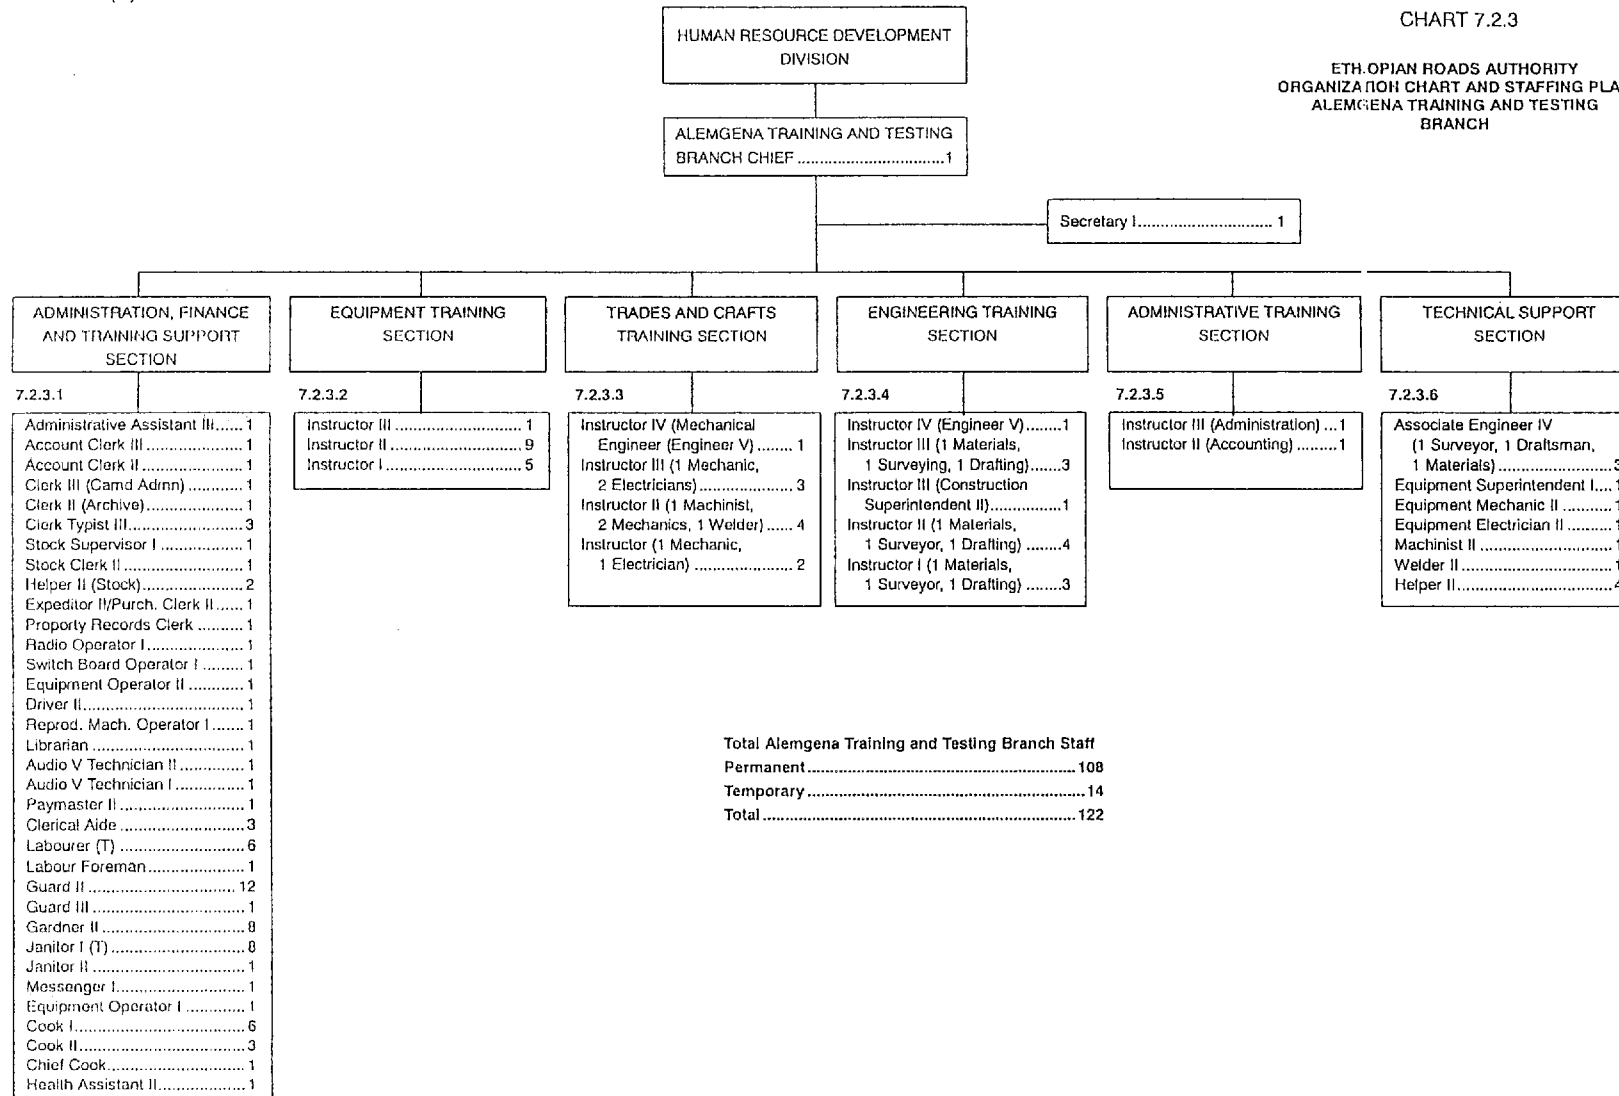 CHART 7.2.3
ETH.OPIAN ROADS AUTHORITY
ORGANIZATION CHART AND STAFFING PLA
ALEMGENA TRAINING AND TESTING
BRANCH
HUMAN RESOURCE DEVELOPMENT
DIVISION
ALEMGENA TRAINING AND TESTING
BRANCH CHIEF ................................1
Secretary I............................. 1
ADMINISTRATION, FINANCE
AND TRAINING SUPPORT
SECTION
7.2.3.1
Administrative Assistant III......1
Account Clerk III ..................1
Account Clerk II ...................1
Clerk III (Camd Admn) ............1
Clerk II (Archive)...................1
Clerk Typist III.....................3
Stock Supervisor I .................1
Stock Clerk II ......................1
Helper II (Stock)...................2
Expeditor II/Purch. Clerk II ......1
Property Records Clerk ..........1
Radio Operator I...................1
Switch Board Operator I .........1
Equipment Operator II ............1
Driver II.............................1
Reprod. Mach. Operator I .......1
Librarian ............................1
Audio V Technician II .............1
Audio V Technician I ..............1
Paymaster II .......................1
Clerical Aide .......................3
Labourer (T) .......................6
Labour Foreman...................1
Guard II .............................12
Guard III ............................1
Gardner II ..........................8
Janitor I (T) ........................8
Janitor II ............................1
Messenger I........................1
Equipment Operator I ............1
Cook I...............................6
Cook II..............................3
Chief Cook.........................1
Health Assistant II.................1
EQUIPMENT TRAINING
SECTION
7.2.3.2
Instructor III ........................1
Instructor II .........................9
Instructor I ..........................5
TRADES AND CRAFTS
TRAINING SECTION
7.2.3.3
Instructor IV (Mechanical
Engineer (Engineer V) .......1
Instructor III (1 Mechanic,
2 Electricians) ..................3
Instructor II (1 Machinist,
2 Mechanics, 1 Welder) .....4
Instructor (1 Mechanic,
1 Electrician) ...................2
ENGINEERING TRAINING
SECTION
7.2.3.4
Instructor IV (Engineer V)........1
Instructor III (1 Materials,
1 Surveying, 1 Drafting).......3
Instructor III (Construction
Superintendent II)...............1
Instructor II (1 Materials,
1 Surveyor, 1 Drafting) ........4
Instructor I (1 Materials,
1 Surveyor, 1 Drafting) ........3
ADMINISTRATIVE TRAINING
SECTION
7.2.3.5
Instructor III (Administration) ...1
Instructor II (Accounting) .........1
TECHNICAL SUPPORT
SECTION
7.2.3.6
Associate Engineer IV
(1 Surveyor, 1 Draftsman,
1 Materials) ........................3
Equipment Superintendent I....1
Equipment Mechanic II ..........1
Equipment Electrician II .........1
Machinist II .........................1
Welder II ............................1
Helper II.............................4
Total Alemgena Training and Testing Branch Staff
Permanent.........................................................108
Temporary...........................................................14
Total..................................................................122